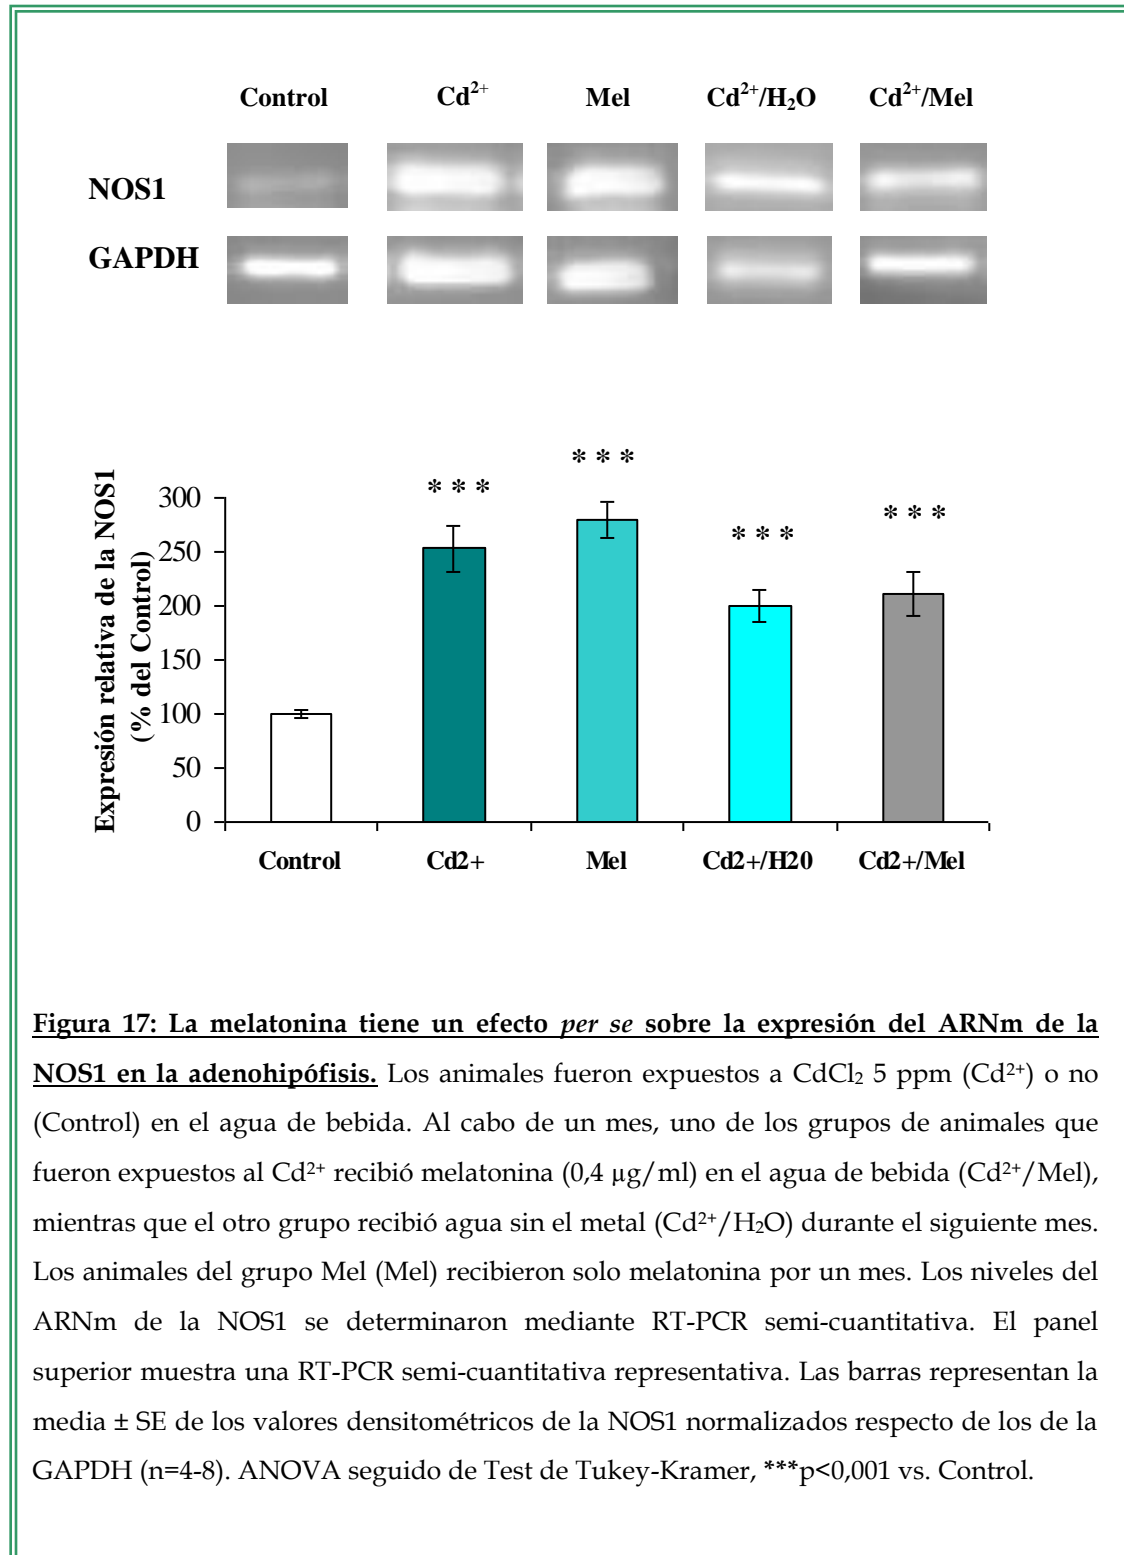 Control Cd²⁺ Mel Cd²⁺/H₂O Cd²⁺/Mel
NOS1
GAPDH
Expresión relativa de la NOS1
(% del Control)
300
250
200
150
100
50
0
* * *
* * *
* * *
* * *
Control Cd2+ Mel Cd2+/H20 Cd2+/Mel
Figura 17: La melatonina tiene un efecto per se sobre la expresión del ARNm de la
NOS1 en la adenohipófisis. Los animales fueron expuestos a CdCl₂ 5 ppm (Cd²⁺) o no
(Control) en el agua de bebida. Al cabo de un mes, uno de los grupos de animales que
fueron expuestos al Cd²⁺ recibió melatonina (0,4 µg/ml) en el agua de bebida (Cd²⁺/Mel),
mientras que el otro grupo recibió agua sin el metal (Cd²⁺/H₂O) durante el siguiente mes.
Los animales del grupo Mel (Mel) recibieron solo melatonina por un mes. Los niveles del
ARNm de la NOS1 se determinaron mediante RT-PCR semi-cuantitativa. El panel
superior muestra una RT-PCR semi-cuantitativa representativa. Las barras representan la
media ± SE de los valores densitométricos de la NOS1 normalizados respecto de los de la
GAPDH (n=4-8). ANOVA seguido de Test de Tukey-Kramer, ***p<0,001 vs. Control.